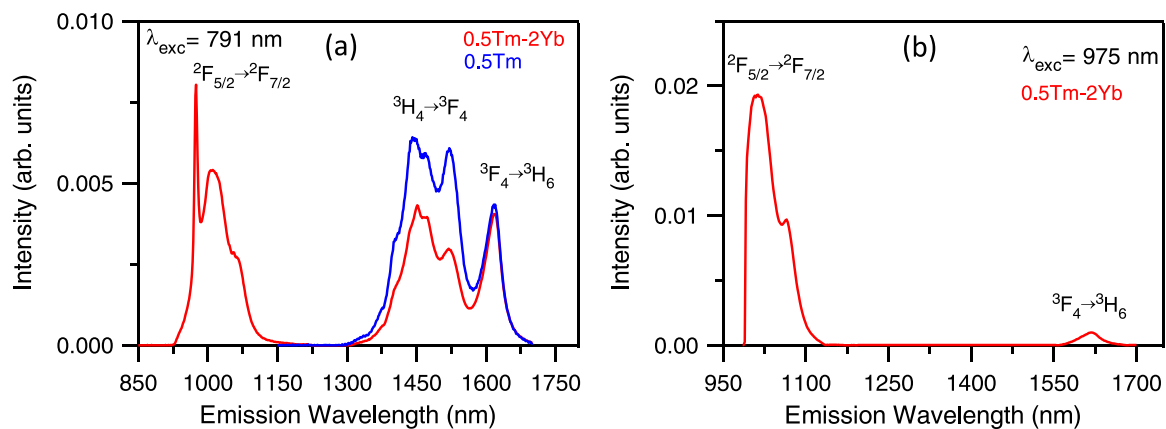 λexc= 791 nm
(a)
0.5Tm-2Yb
0.5Tm
²F5/2→²F7/2
³H4→³F4
³F4→³H6
Intensity (arb. units)
0.010
0.005
0.000
850 1000 1150 1300 1450 1600 1750
Emission Wavelength (nm)
(b)
²F5/2→²F7/2
λexc= 975 nm
0.5Tm-2Yb
³F4→³H6
Intensity (arb. units)
0.02
0.01
0.00
950 1100 1250 1400 1550 1700
Emission Wavelength (nm)